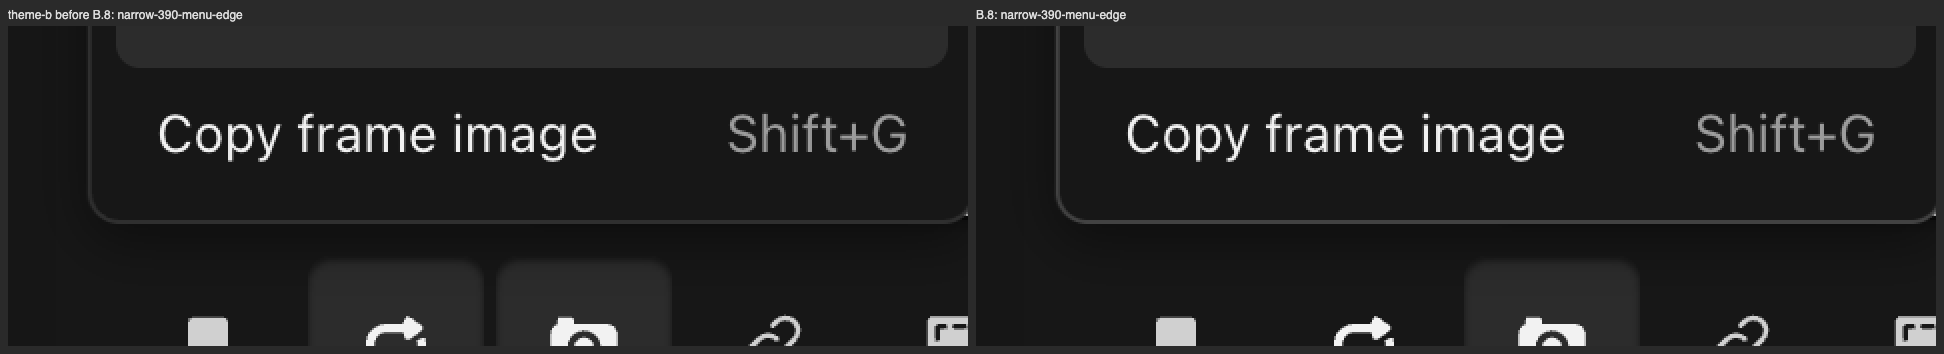 theme-b before B.8: narrow-390-menu-edge
B.8: narrow-390-menu-edge
Copy frame image Shift+G
Copy frame image Shift+G